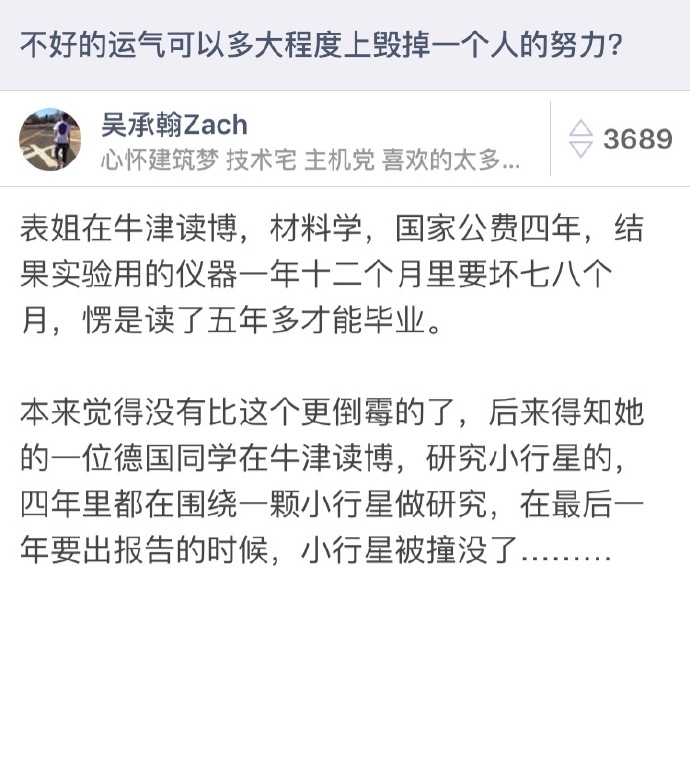 不好的运气可以多大程度上毁掉一个人的努力?
吴承翰Zach
3689
心怀建筑梦 技术宅 主机党 喜欢的太多...
表姐在牛津读博，材料学，国家公费四年，结
果实验用的仪器一年十二个月里要坏七八个
月，愣是读了五年多才能毕业。
本来觉得没有比这个更倒霉的了，后来得知她
的一位德国同学在牛津读博，研究小行星的，
四年里都在围绕一颗小行星做研究，在最后一
年要出报告的时候，小行星被撞没了………